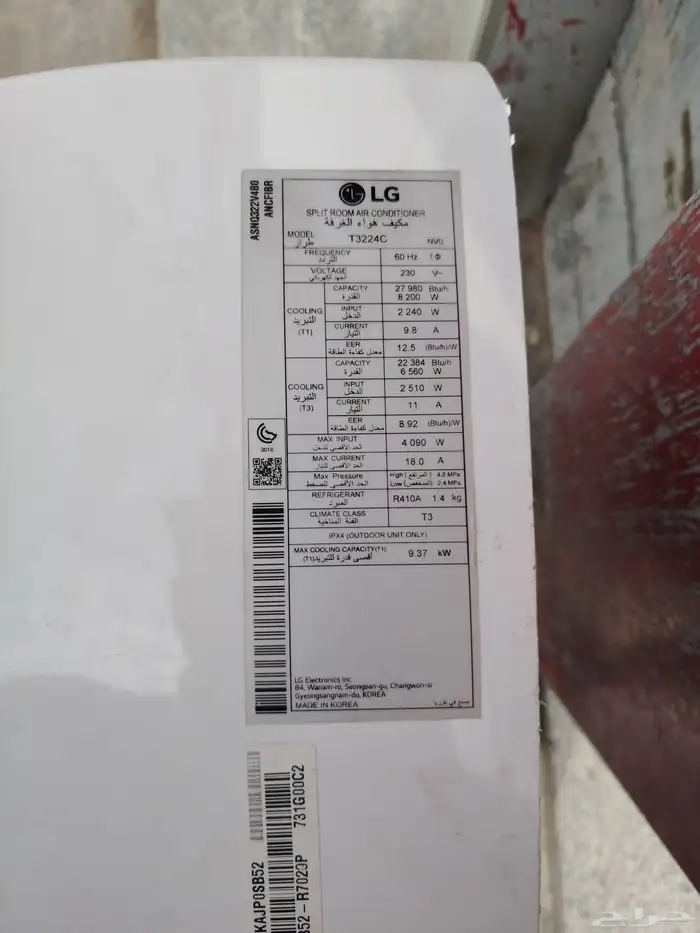 LG
SPLIT ROOM AIR CONDITIONER
مكيف هواء الغرفة
MODEL T3224C NV0
طراز
FREQUENCY 60 Hz 1Φ
التردد
VOLTAGE 230 V~
الجهد الكهربائي
COOLING
التبريد
(T1)
CAPACITY 27 980 Btu/h
القدرة 8 200 W
INPUT 2 240 W
الدخل
CURRENT 9.8 A
التيار
EER 12.5 (Btu/h)/W
معدل كفاءة الطاقة
COOLING
التبريد
(T3)
CAPACITY 22 384 Btu/h
القدرة 6 560 W
INPUT 2 510 W
الدخل
CURRENT 11 A
التيار
EER 8.92 (Btu/h)/W
معدل كفاءة الطاقة
MAX INPUT 4 090 W
الحد الأقصى للدخل
MAX CURRENT 18.0 A
الحد الأقصى للتيار
Max Pressure High (المرتفع) 4.2 MPa
الحد الأقصى للضغط Low (المنخفض) 2.4 MPa
REFRIGERANT R410A 1.4 kg
المبرد
CLIMATE CLASS T3
الفئة المناخية
IPX4 (OUTDOOR UNIT ONLY)
MAX COOLING CAPACITY(T1) 9.37 kW
أقصى قدرة للتبريد(T1)
LG Electronics Inc.
84, Wanam-ro, Seongsan-gu, Changwon-si
Gyeongsangnam-do, KOREA
MADE IN KOREA صنع في كوريا
ASNQ322V4B0
ANCFIBR
0016
KAJP0SB52
B52-R7029P 731G00C2
حراج